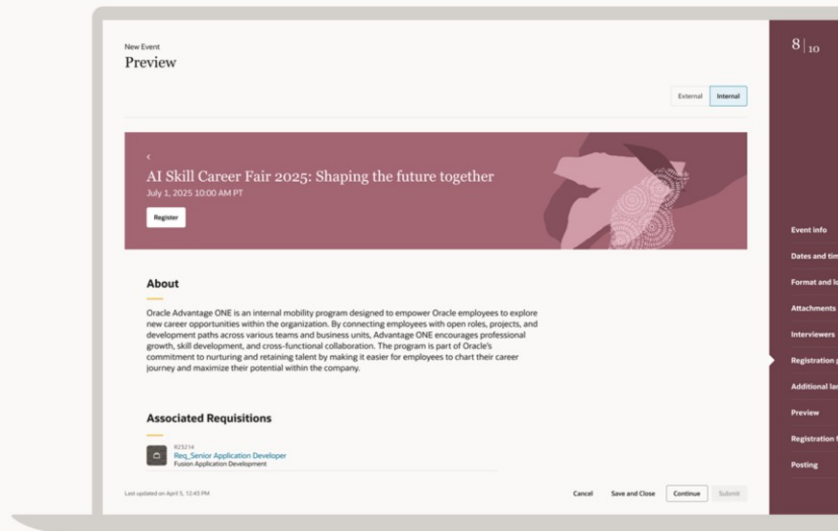 New Event
Preview
External
Internal
AI Skill Career Fair 2025: Shaping the future together
July 1, 2025 10:00 AM PT
Register
About
Oracle Advantage ONE is an internal mobility program designed to empower Oracle employees to explore
new career opportunities within the organization. By connecting employees with open roles, projects, and
development paths across various teams and business units, Advantage ONE encourages professional
growth, skill development, and cross-functional collaboration. The program is part of Oracle's
commitment to nurturing and retaining talent by making it easier for employees to chart their career
journey and maximize their potential within the company.
Associated Requisitions
R23214
Req_Senior Application Developer
Fusion Application Development
Last updated on April 5, 12:45 PM
Cancel
Save and Close
Continue
Submit
8 | 10
Event info
Dates and
Format and
Attachments
Interviewers
Registration
Additional
Preview
Registration
Posting